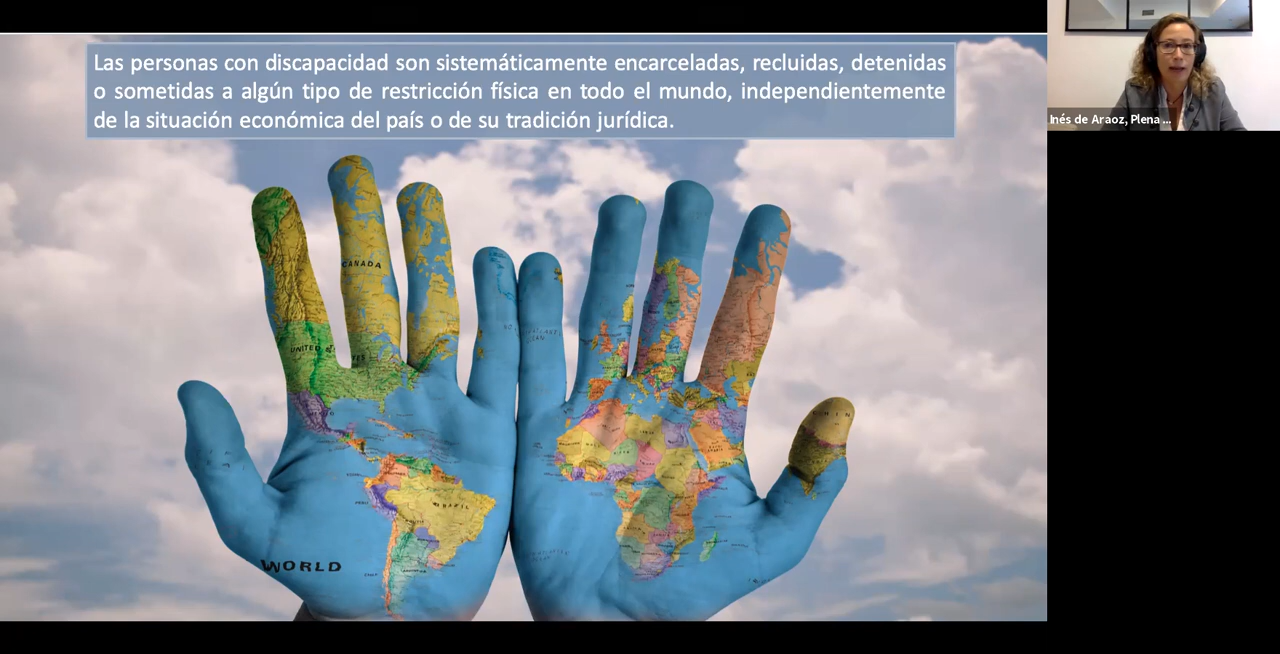 Las personas con discapacidad son sistemáticamente encarceladas, recluidas, detenidas
o sometidas a algún tipo de restricción física en todo el mundo, independientemente
de la situación económica del país o de su tradición jurídica.
Inés de Araoz, Plena ...
CANADA
UNITED
BRAZIL
WORLD